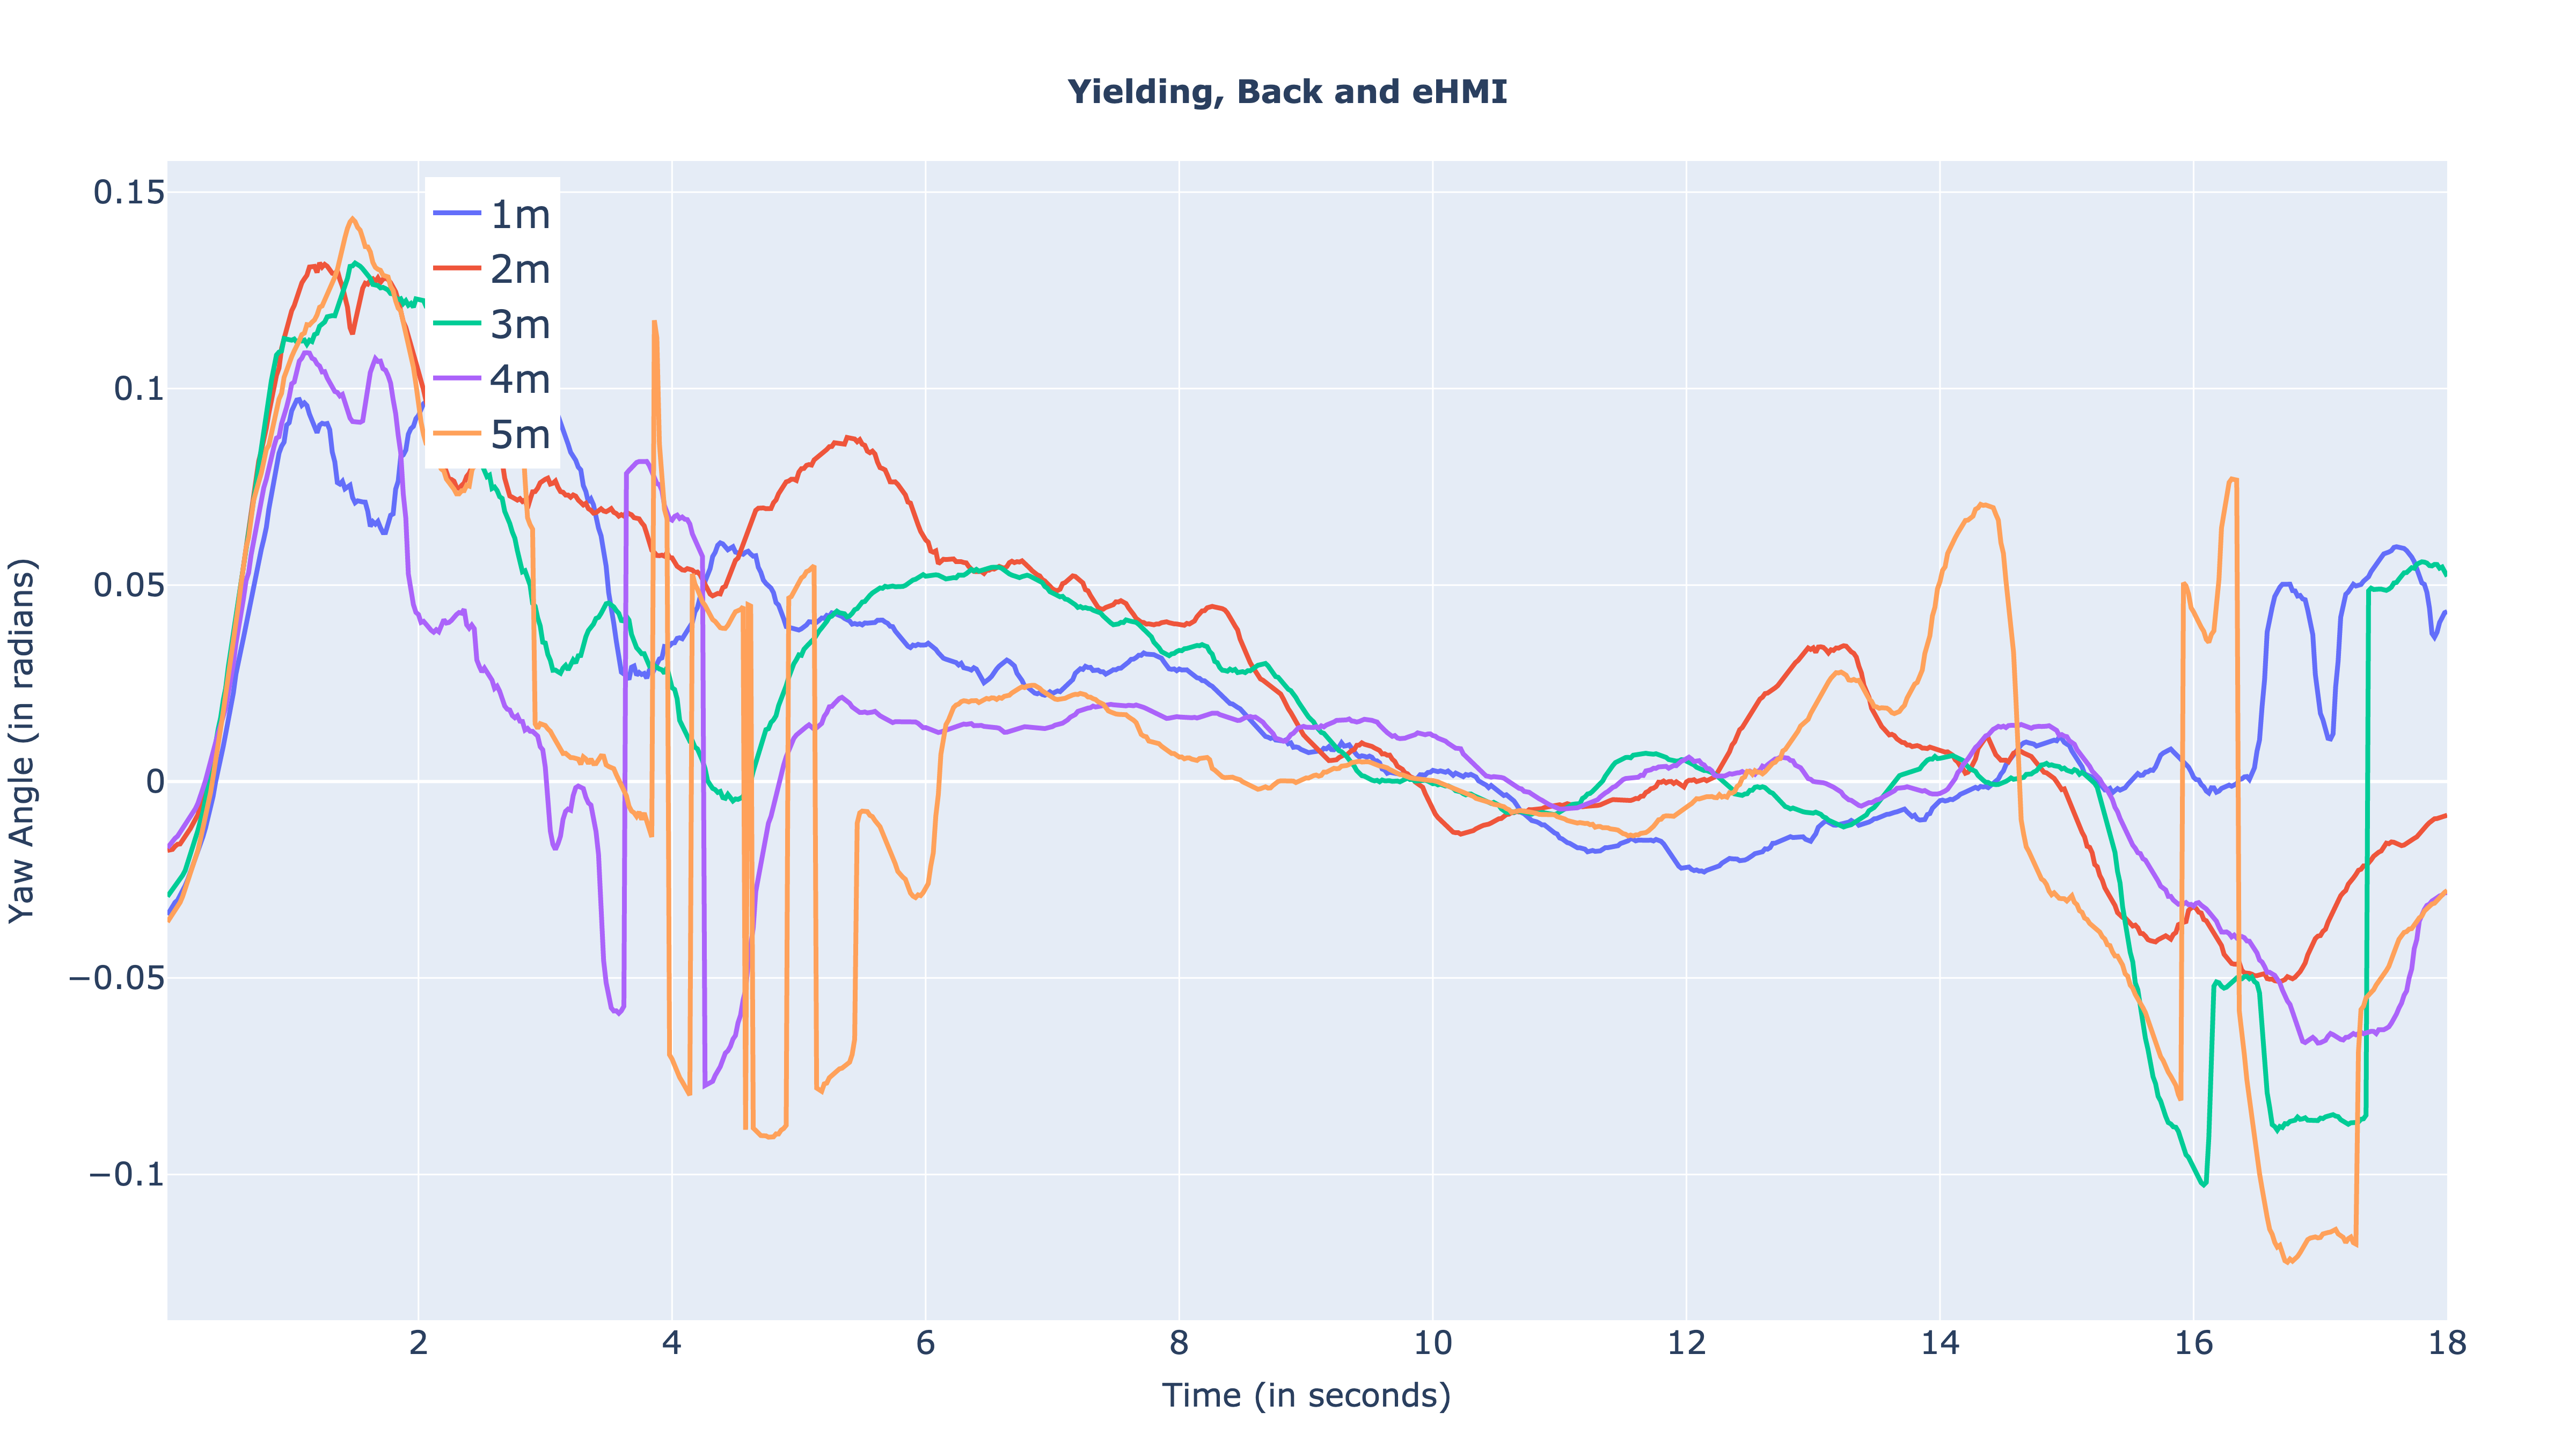 Yielding, Back and eHMI
Yaw Angle (in radians)
0.15
0.1
0.05
0
−0.05
−0.1
1m
2m
3m
4m
5m
2
4
6
8
10
12
14
16
18
Time (in seconds)